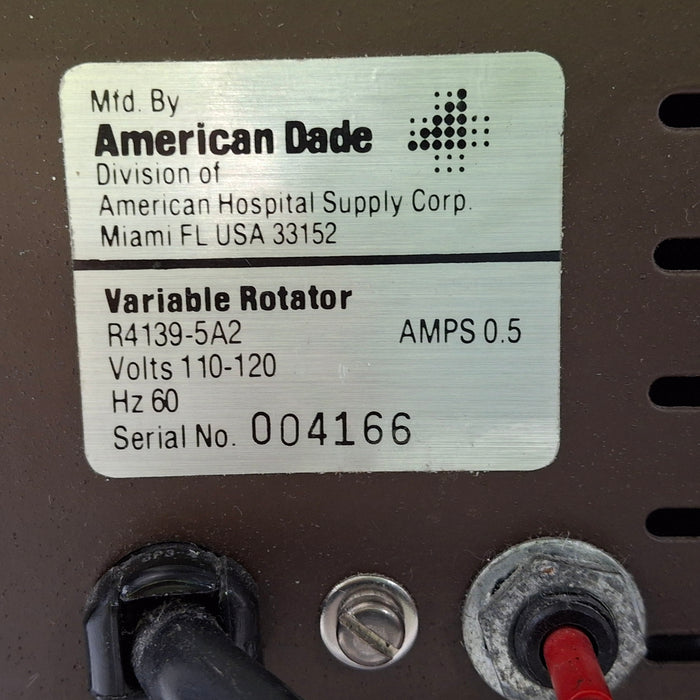 Mfd. By
American Dade
Division of
American Hospital Supply Corp.
Miami FL USA 33152
Variable Rotator
R4139-5A2 AMPS 0.5
Volts 110-120
Hz 60
Serial No. 004166